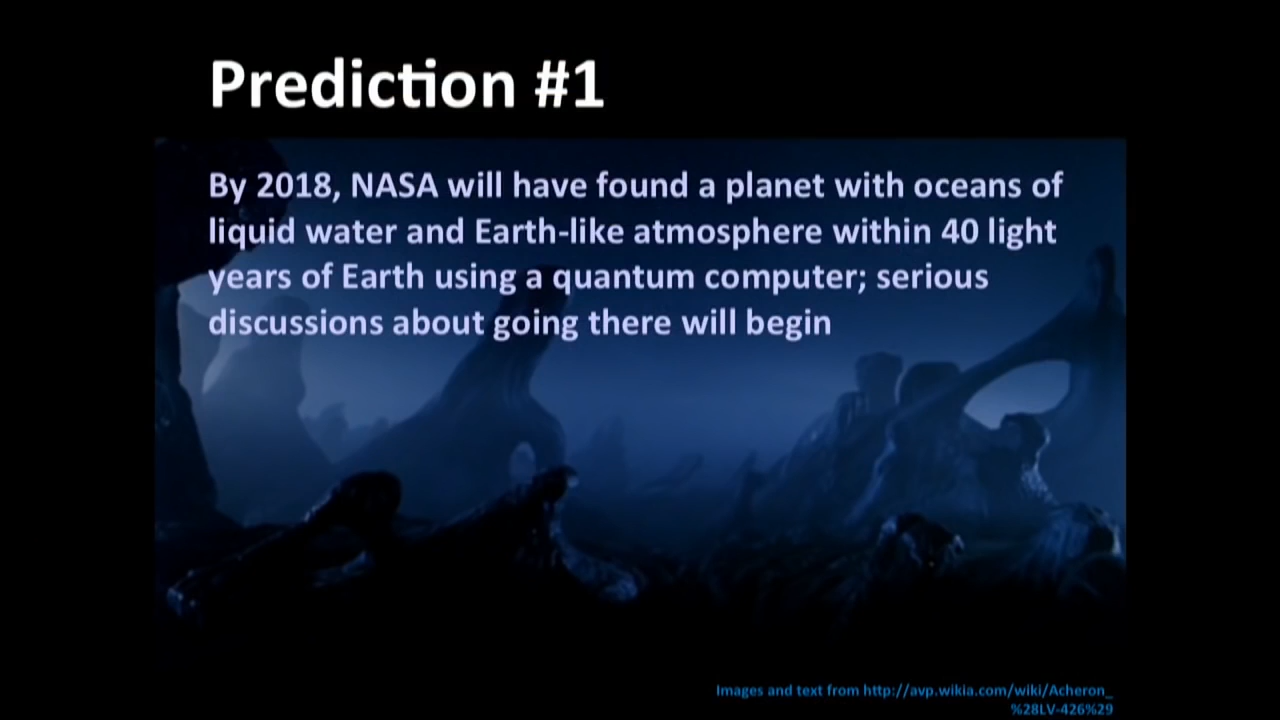 Prediction #1
By 2018, NASA will have found a planet with oceans of
liquid water and Earth-like atmosphere within 40 light
years of Earth using a quantum computer; serious
discussions about going there will begin
Images and text from http://avp.wikia.com/wiki/Acheron_
%28LV-426%29